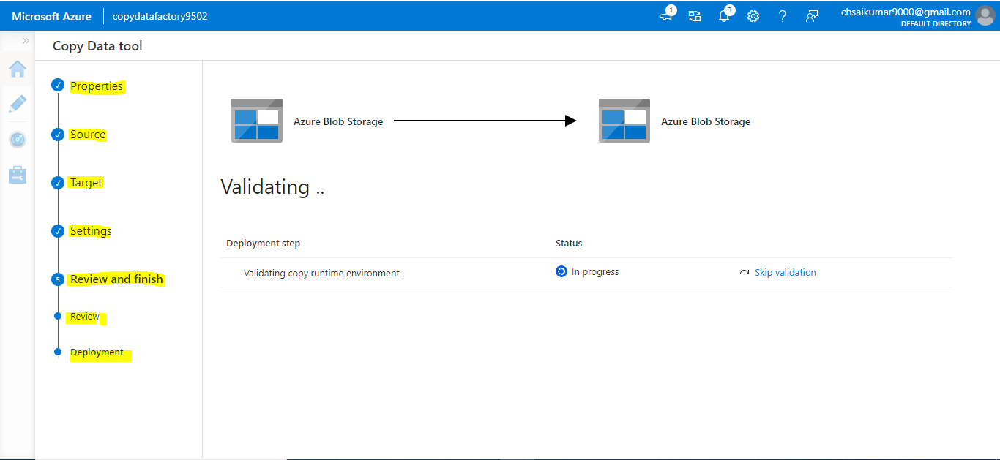 Microsoft Azure copydatafactory9502 1 3 ? chsaikumar9000@gmail.com
DEFAULT DIRECTORY
» Copy Data tool
Properties
Source
Target
Settings
5 Review and finish
Review
Deployment
Azure Blob Storage Azure Blob Storage
Validating ..
Deployment step Status
Validating copy runtime environment In progress Skip validation